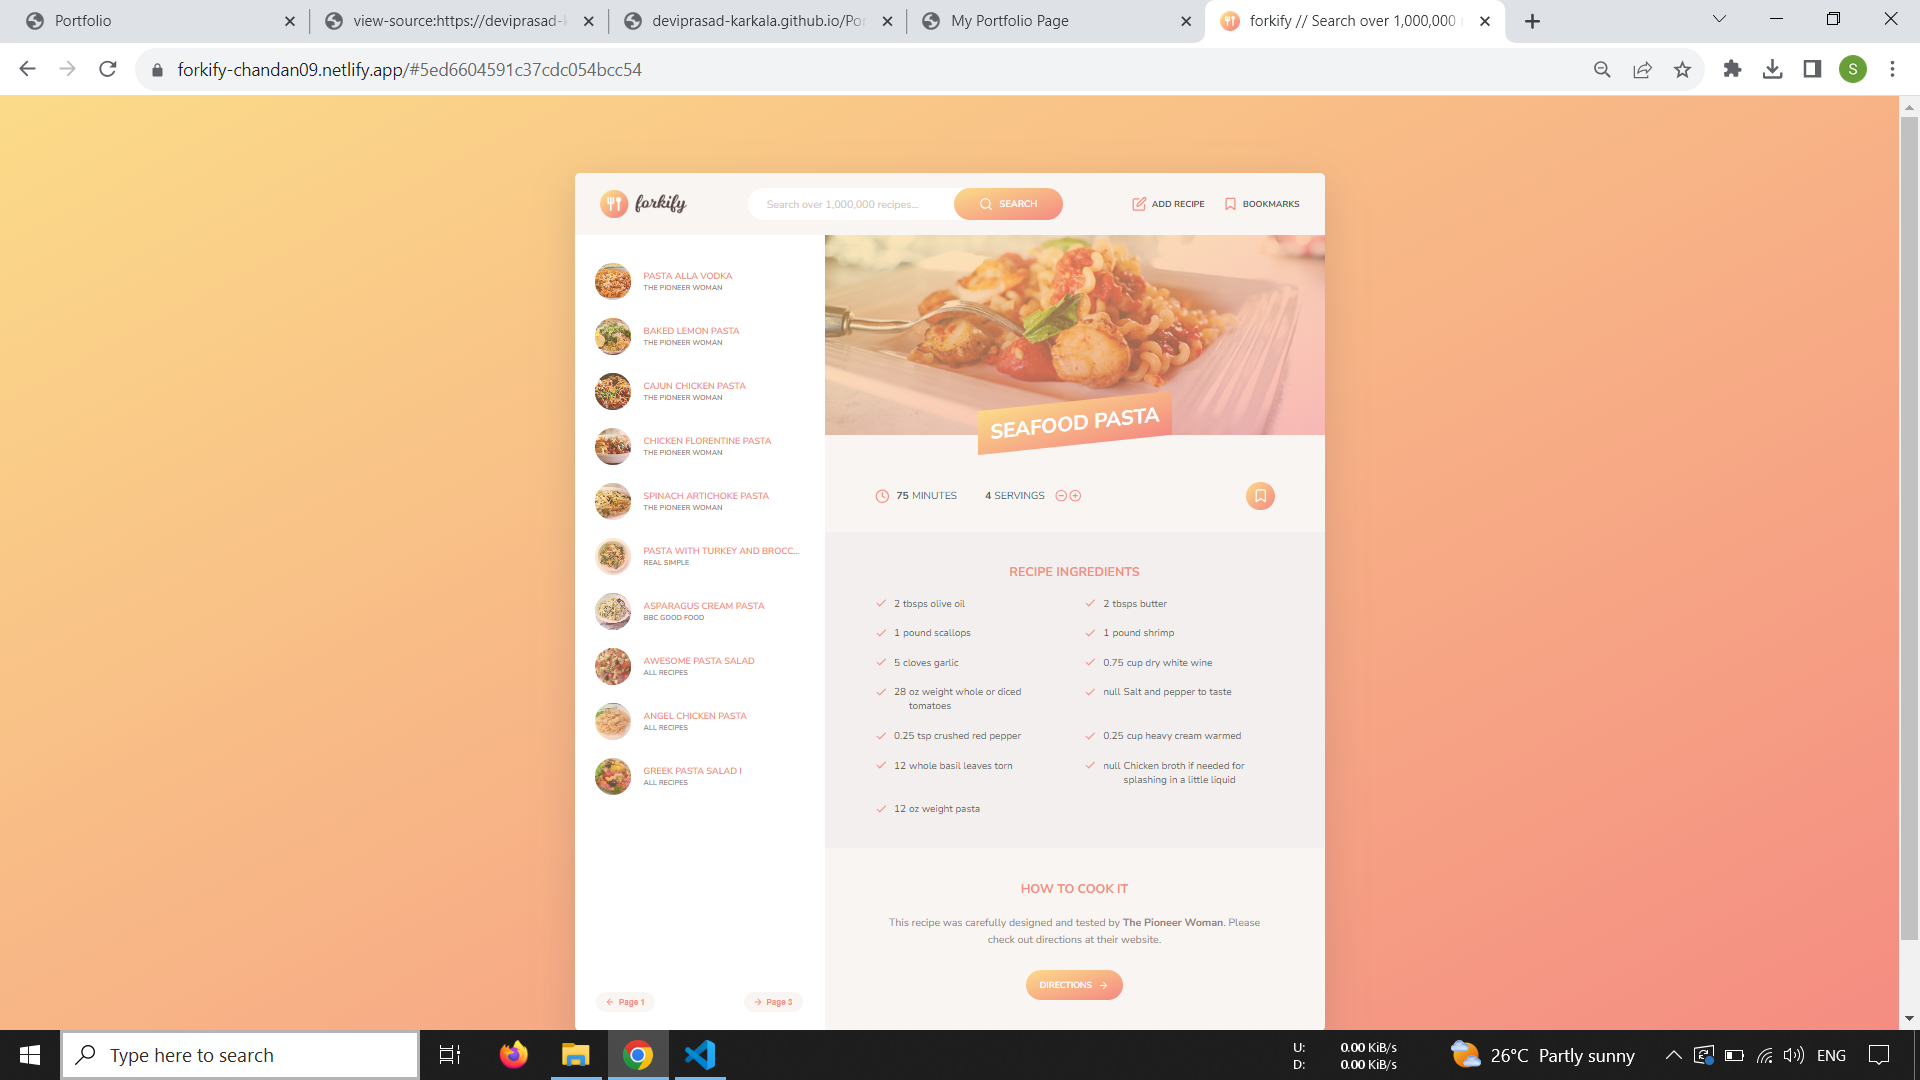 Portfolio
view-source:https://deviprasad-k
deviprasad-karkala.github.io/Por
My Portfolio Page
forkify // Search over 1,000,000 r
forkify-chandan09.netlify.app/#5ed6604591c37cdc054bcc54
S
forkify
Search over 1,000,000 recipes...
SEARCH
ADD RECIPE
BOOKMARKS
PASTA ALLA VODKA
THE PIONEER WOMAN
BAKED LEMON PASTA
THE PIONEER WOMAN
CAJUN CHICKEN PASTA
THE PIONEER WOMAN
CHICKEN FLORENTINE PASTA
THE PIONEER WOMAN
SPINACH ARTICHOKE PASTA
THE PIONEER WOMAN
PASTA WITH TURKEY AND BROCC...
REAL SIMPLE
ASPARAGUS CREAM PASTA
BBC GOOD FOOD
AWESOME PASTA SALAD
ALL RECIPES
ANGEL CHICKEN PASTA
ALL RECIPES
GREEK PASTA SALAD I
ALL RECIPES
Page 1
Page 3
SEAFOOD PASTA
75 MINUTES
4 SERVINGS
RECIPE INGREDIENTS
2 tbsps olive oil
2 tbsps butter
1 pound scallops
1 pound shrimp
5 cloves garlic
0.75 cup dry white wine
28 oz weight whole or diced
tomatoes
null Salt and pepper to taste
0.25 tsp crushed red pepper
0.25 cup heavy cream warmed
12 whole basil leaves torn
null Chicken broth if needed for
splashing in a little liquid
12 oz weight pasta
HOW TO COOK IT
This recipe was carefully designed and tested by The Pioneer Woman. Please
check out directions at their website.
DIRECTIONS
Type here to search
U: 0.00 KiB/s
D: 0.00 KiB/s
26°C Partly sunny
ENG